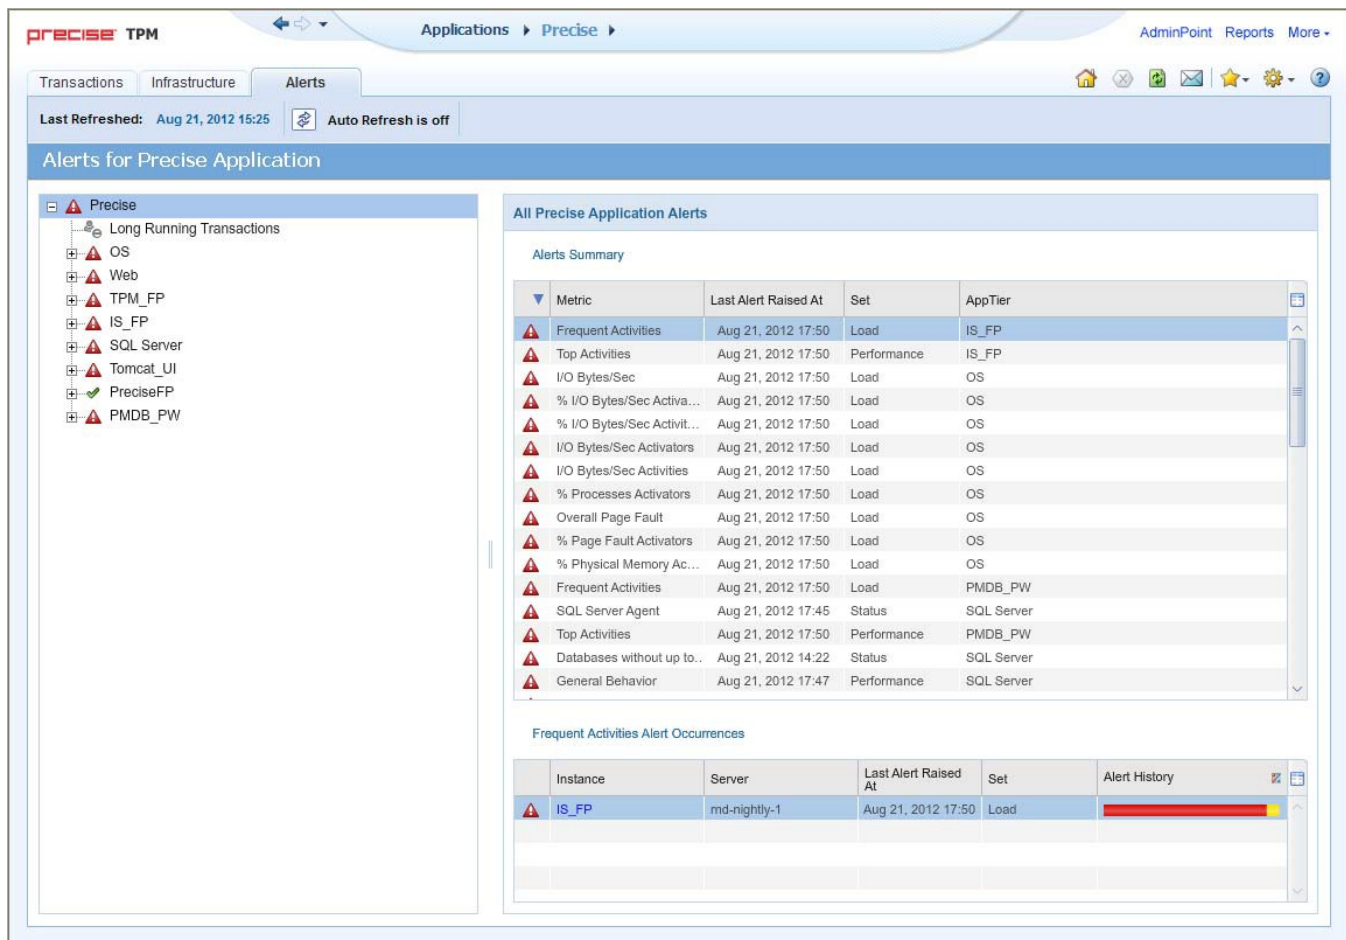 precise TPM
Applications Precise
AdminPoint Reports More
Transactions Infrastructure Alerts
Last Refreshed: Aug 21, 2012 15:25 Auto Refresh is off
Alerts for Precise Application
Precise
Long Running Transactions
OS
Web
TPM_FP
IS_FP
SQL Server
Tomcat_UI
PreciseFP
PMDB_PW
All Precise Application Alerts
Alerts Summary
Metric Last Alert Raised At Set AppTier
Frequent Activities Aug 21, 2012 17:50 Load IS_FP
Top Activities Aug 21, 2012 17:50 Performance IS_FP
I/O Bytes/Sec Aug 21, 2012 17:50 Load OS
% I/O Bytes/Sec Activa... Aug 21, 2012 17:50 Load OS
% I/O Bytes/Sec Activit... Aug 21, 2012 17:50 Load OS
I/O Bytes/Sec Activators Aug 21, 2012 17:50 Load OS
I/O Bytes/Sec Activities Aug 21, 2012 17:50 Load OS
% Processes Activators Aug 21, 2012 17:50 Load OS
Overall Page Fault Aug 21, 2012 17:50 Load OS
% Page Fault Activators Aug 21, 2012 17:50 Load OS
% Physical Memory Ac... Aug 21, 2012 17:50 Load OS
Frequent Activities Aug 21, 2012 17:50 Load PMDB_PW
SQL Server Agent Aug 21, 2012 17:45 Status SQL Server
Top Activities Aug 21, 2012 17:50 Performance PMDB_PW
Databases without up to.. Aug 21, 2012 14:22 Status SQL Server
General Behavior Aug 21, 2012 17:47 Performance SQL Server
Frequent Activities Alert Occurrences
Instance Server Last Alert Raised At Set Alert History
IS_FP md-nightly-1 Aug 21, 2012 17:50 Load